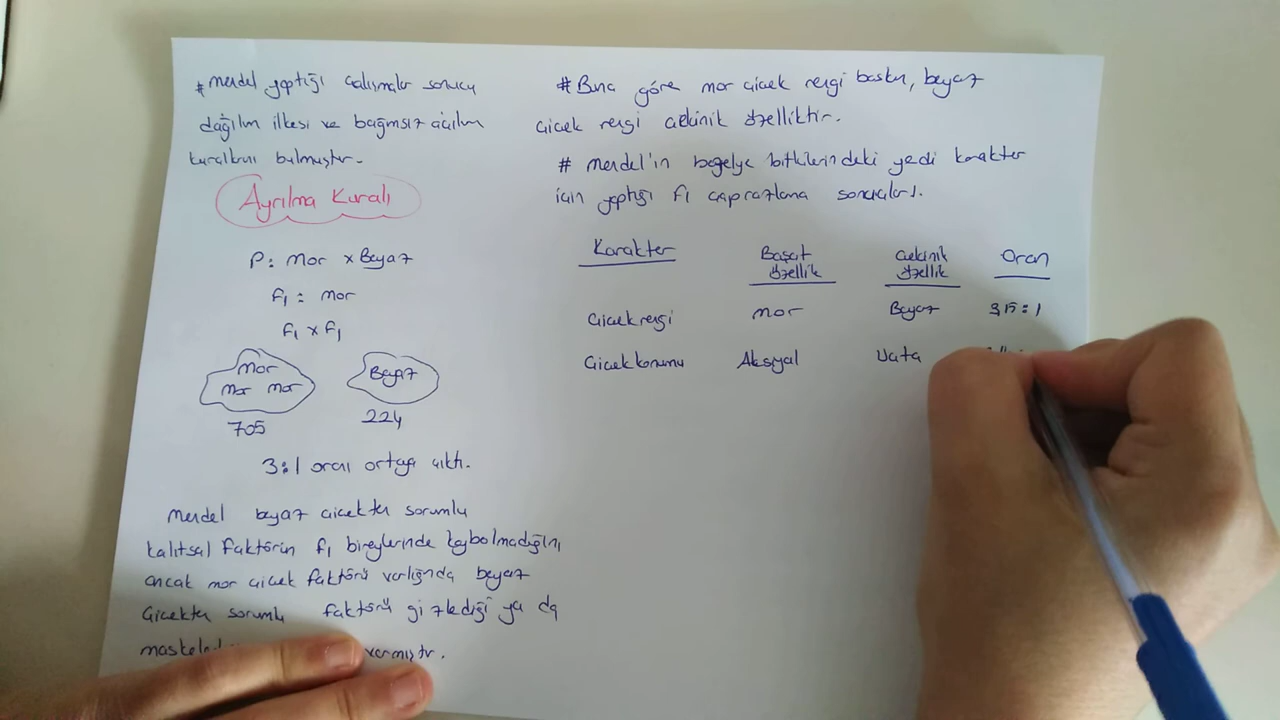 # Mendel yaptığı çalışmalar sonucu
dağılım ilkesi ve bağımsız açılım
kurallarını bulmuştur.
Ayrılma Kuralı
P: Mor x Beyaz
F1 : Mor
F1 x F1
Mor
Mor Mor
Beyaz
705
224
3:1 oranı ortaya çıktı.
Mendel beyaz çiçekten sorumlu
kalıtsal faktörün F1 bireylerinde kaybolmadığını
ancak mor çicek faktörü varlığında beyaz
Çicekten sorumlu faktörü gizlediği ya da
# Buna göre mor çiçek rengi baskın, beyaz
çiçek rengi çekinik özelliktir.
# Mendel'in bezelye bitkilerindeki yedi karakter
için yaptığı F1 çaprazlama sonuçları.
Karakter Başat özellik Çekinik özellik Oran
Çiçek rengi Mor Beyaz 3,15:1
Çiçek konumu Aksiyal Uçta